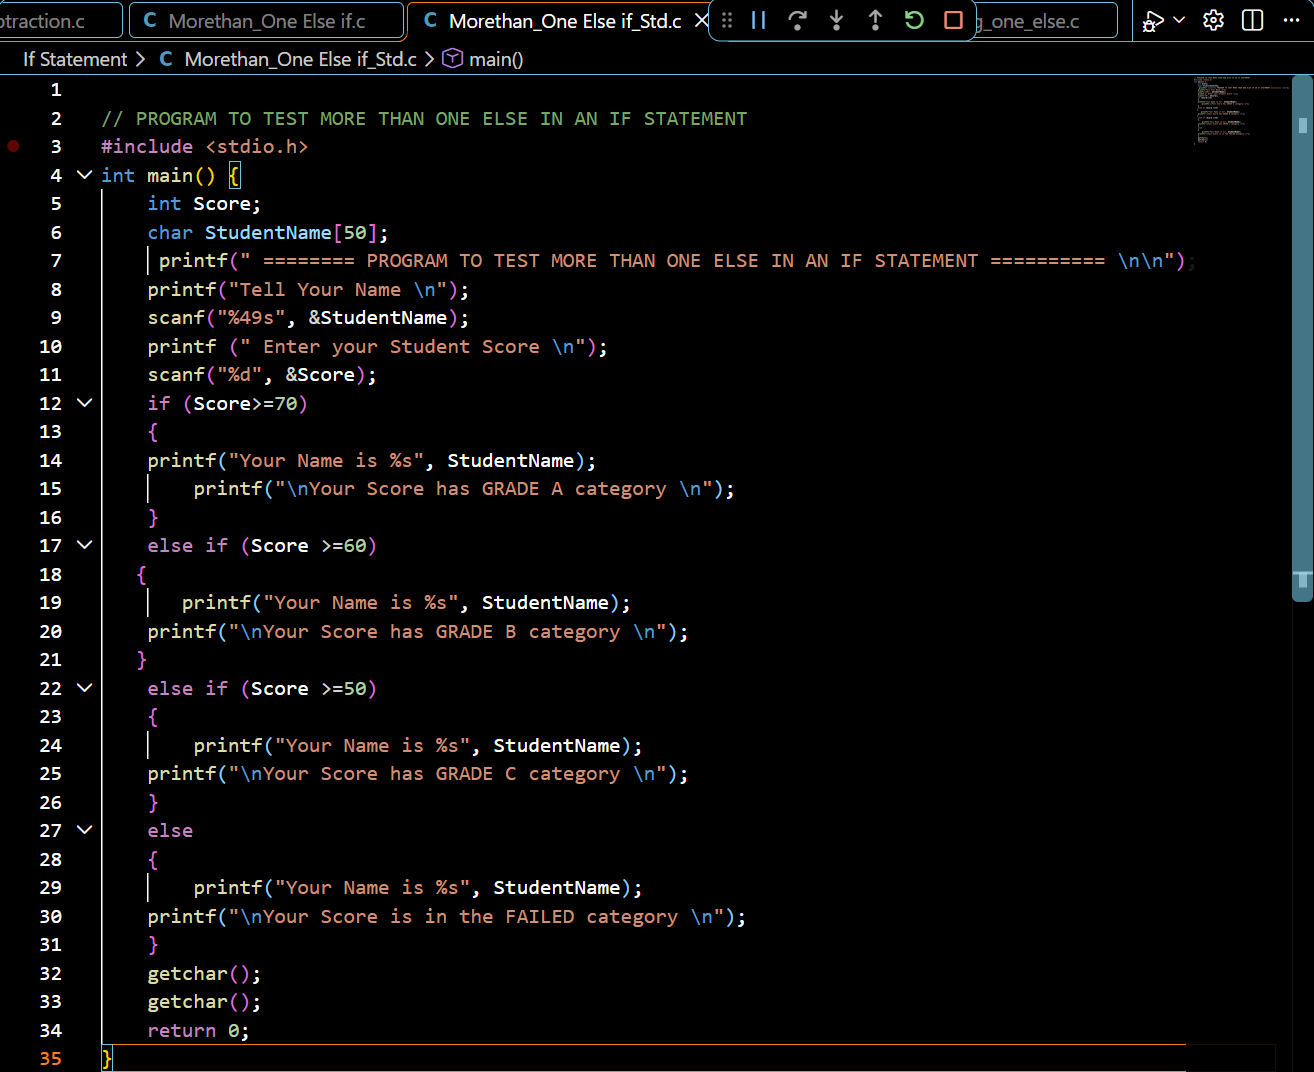 otraction.c
C Morethan_One Else if.c
C Morethan_One Else if_Std.c
g_one_else.c
If Statement > C Morethan_One Else if_Std.c > main()
1
2 // PROGRAM TO TEST MORE THAN ONE ELSE IN AN IF STATEMENT
3 #include <stdio.h>
4 int main() {
5 int Score;
6 char StudentName[50];
7 printf(" ======== PROGRAM TO TEST MORE THAN ONE ELSE IN AN IF STATEMENT ========== \n\n");
8 printf("Tell Your Name \n");
9 scanf("%49s", &StudentName);
10 printf (" Enter your Student Score \n");
11 scanf("%d", &Score);
12 if (Score>=70)
13 {
14 printf("Your Name is %s", StudentName);
15 printf("\nYour Score has GRADE A category \n");
16 }
17 else if (Score >=60)
18 {
19 printf("Your Name is %s", StudentName);
20 printf("\nYour Score has GRADE B category \n");
21 }
22 else if (Score >=50)
23 {
24 printf("Your Name is %s", StudentName);
25 printf("\nYour Score has GRADE C category \n");
26 }
27 else
28 {
29 printf("Your Name is %s", StudentName);
30 printf("\nYour Score is in the FAILED category \n");
31 }
32 getchar();
33 getchar();
34 return 0;
35 }